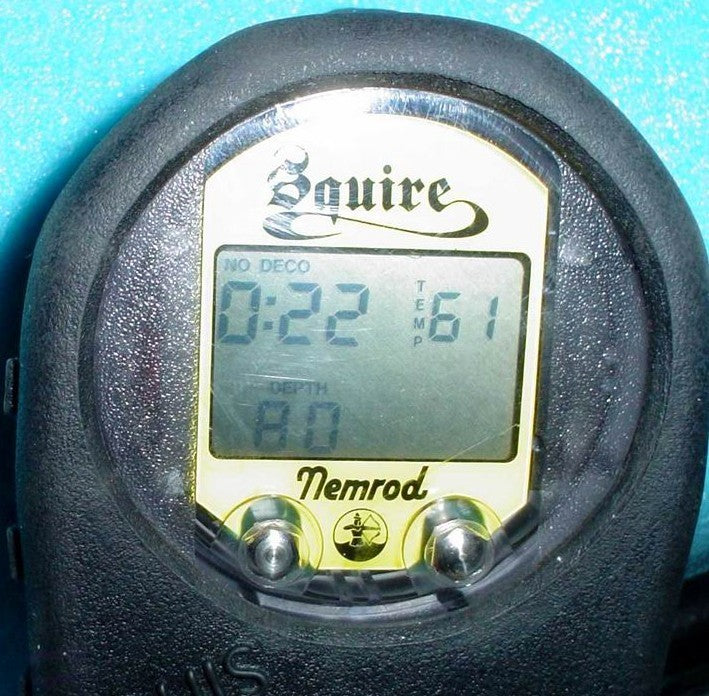 Squire
NO DECO
0:22 TEMP 61
DEPTH
80
Nemrod